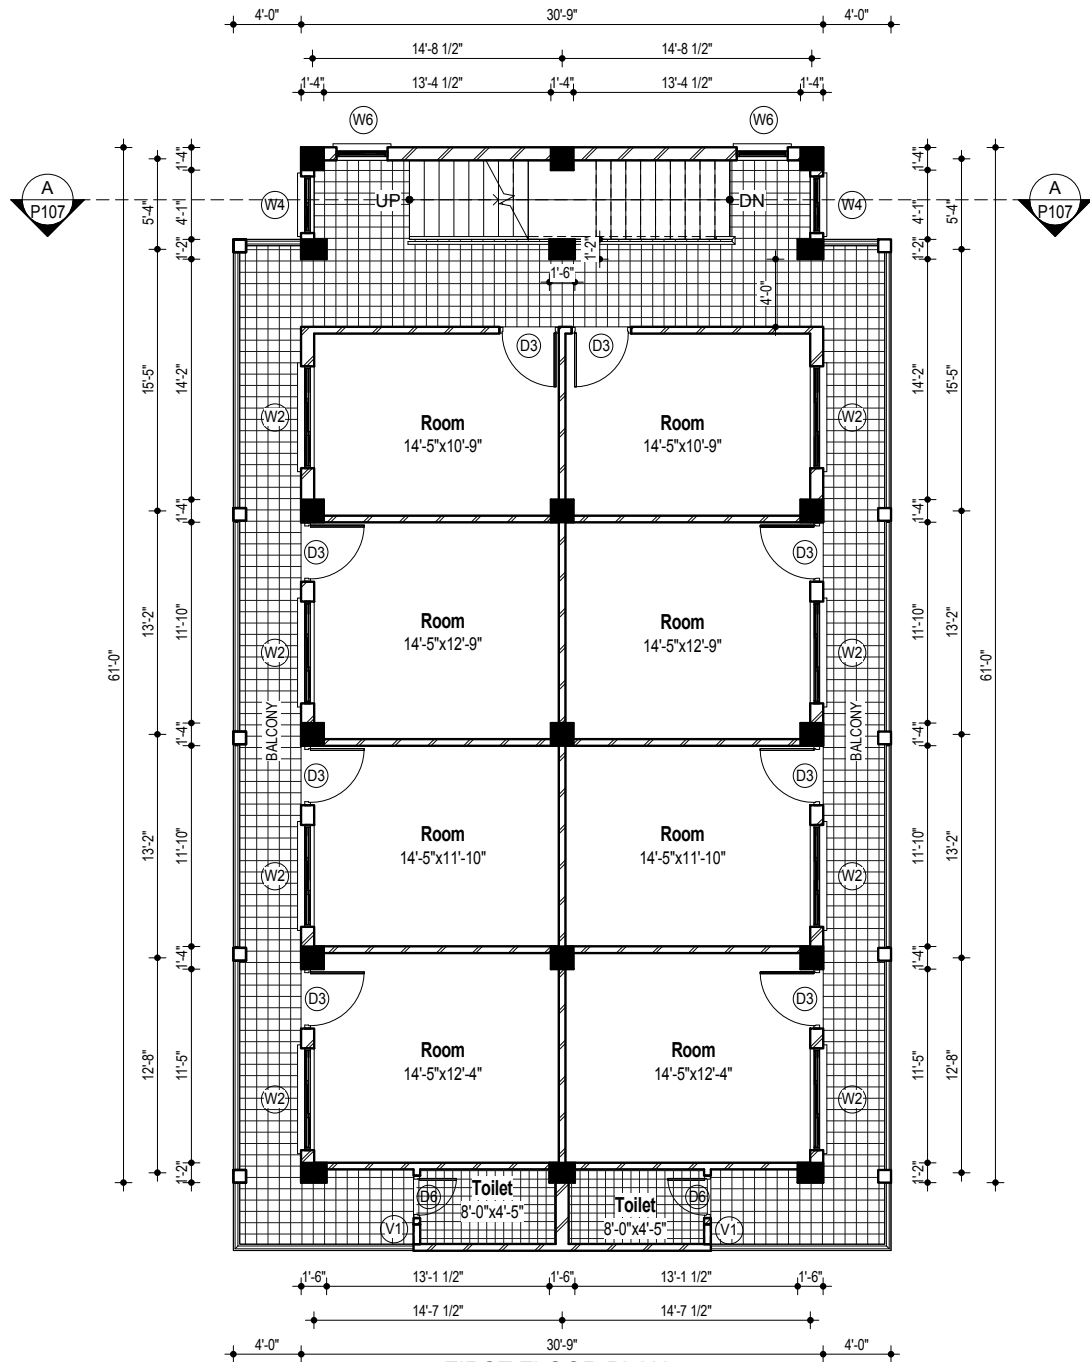 4'-0" 30'-9" 4'-0"
14'-8 1/2" 14'-8 1/2"
1'-4" 13'-4 1/2" 1'-4" 13'-4 1/2" 1'-4"
W6 W6
A
P107
A
P107
1'-4" 1'-4"
5'-4" 4'-1" W4 UP DN W4 4'-1" 5'-4"
1'-2" 1'-2" 1'-2"
1'-6" 4'-0"
D3 D3
15'-5" 14'-2" 14'-2" 15'-5"
W2 Room Room W2
14'-5"x10'-9" 14'-5"x10'-9"
1'-4" 1'-4"
D3 D3
13'-2" 11'-10" Room Room 11'-10" 13'-2"
14'-5"x12'-9" 14'-5"x12'-9"
61'-0" W2 W2 61'-0"
1'-4" BALCONY BALCONY 1'-4"
D3 D3
13'-2" 11'-10" Room Room 11'-10" 13'-2"
14'-5"x11'-10" 14'-5"x11'-10"
W2 W2
1'-4" 1'-4"
D3 D3
12'-8" 11'-5" Room Room 11'-5" 12'-8"
14'-5"x12'-4" 14'-5"x12'-4"
W2 W2
1'-2" 1'-2"
D6 Toilet Toilet D6
8'-0"x4'-5" 8'-0"x4'-5"
V1 V1
1'-6" 13'-1 1/2" 1'-6" 13'-1 1/2" 1'-6"
14'-7 1/2" 14'-7 1/2"
4'-0" 30'-9" 4'-0"
FIRST FLOOR PLAN